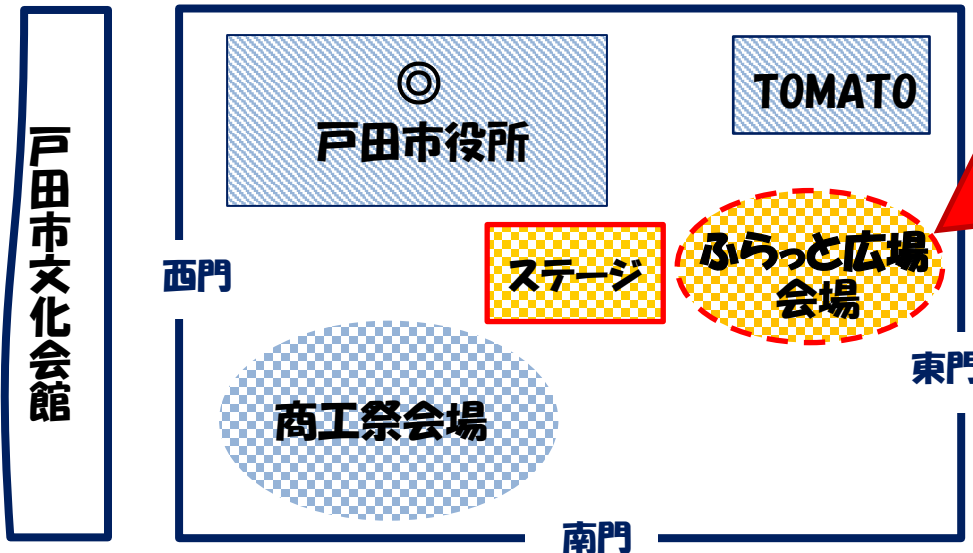 戸田市文化会館
◎
戸田市役所
TOMATO
西門
ステージ
ふらっと広場
会場
東門
商工祭会場
南門